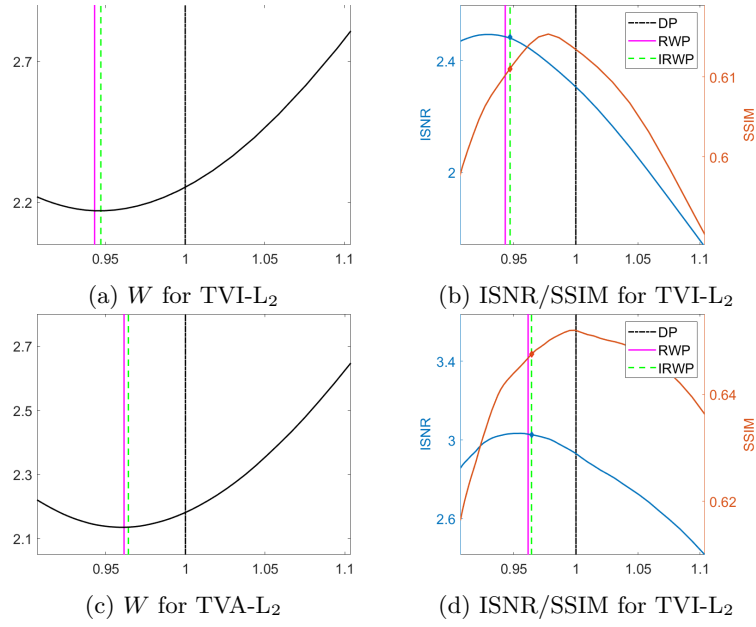 2.7
2.2
0.95
1
1.05
1.1
(a) W for TVI-L₂
DP
RWP
IRWP
2.4
2
ISNR
0.61
0.6
SSIM
0.95
1
1.05
1.1
(b) ISNR/SSIM for TVI-L₂
2.7
2.5
2.3
2.1
0.95
1
1.05
1.1
(c) W for TVA-L₂
DP
RWP
IRWP
3.4
3
2.6
ISNR
0.64
0.62
SSIM
0.95
1
1.05
1.1
(d) ISNR/SSIM for TVI-L₂